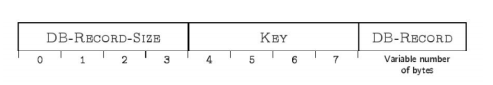 DB-RECORD-SIZE KEY DB-RECORD
0 1 2 3 4 5 6 7 Variable number
of bytes